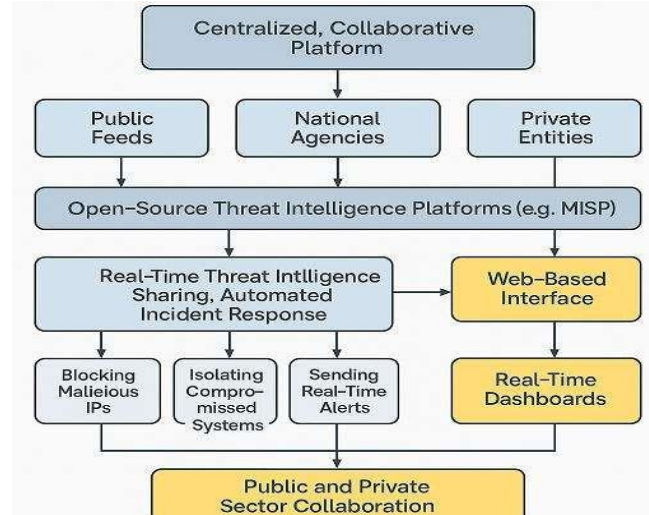 Centralized, Collaborative
Platform
Public
Feeds
National
Agencies
Private
Entities
Open-Source Threat Intelligence Platforms (e.g. MISP)
Real-Time Threat Intlligence
Sharing, Automated
Incident Response
Web-Based
Interface
Blocking
Malieious
IPs
Isolating
Compro-
missed
Systems
Sending
Real-Time
Alerts
Real-Time
Dashboards
Public and Private
Sector Collaboration